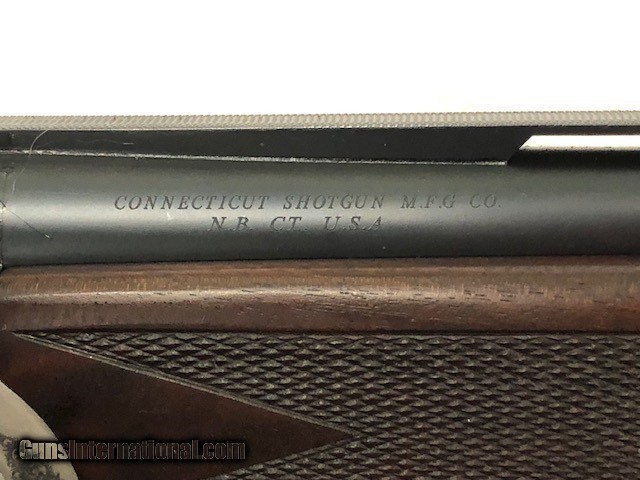 CONNECTICUT SHOTGUN M.F.G CO.
N.B. CT. U.S.A
GunsInternational.com